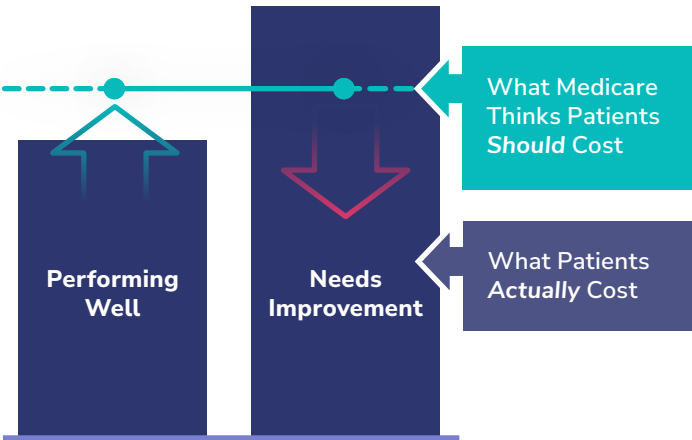 What Medicare
Thinks Patients
Should Cost
Performing
Well
Needs
Improvement
What Patients
Actually Cost